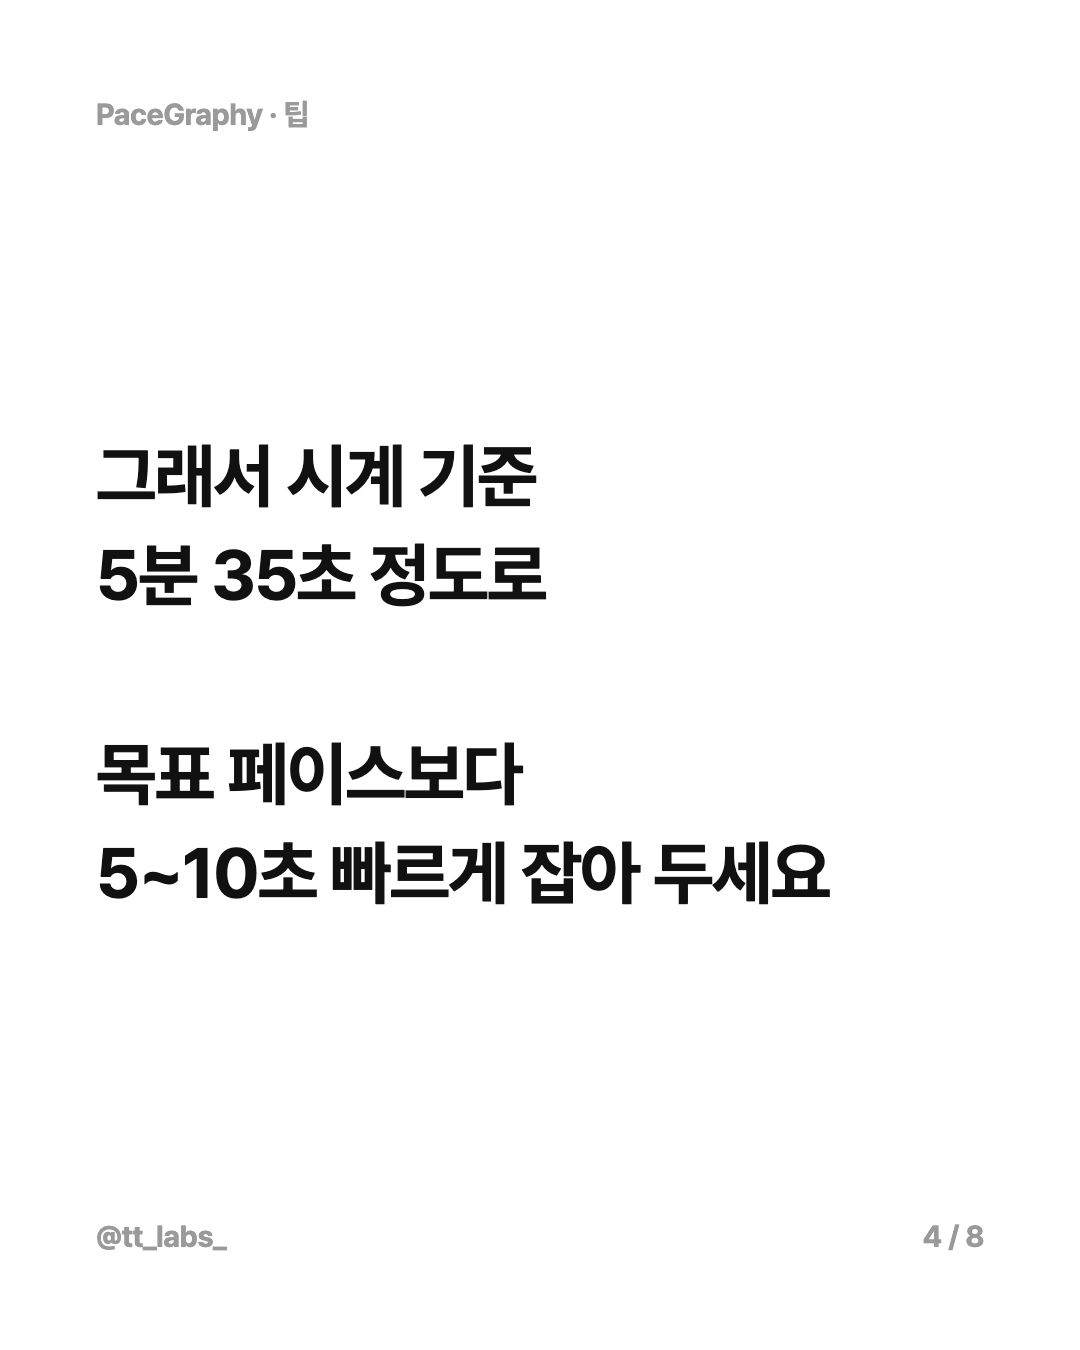 PaceGraphy · 팁
그래서 시계 기준
5분 35초 정도로
목표 페이스보다
5~10초 빠르게 잡아 두세요
@tt_labs_
4 / 8